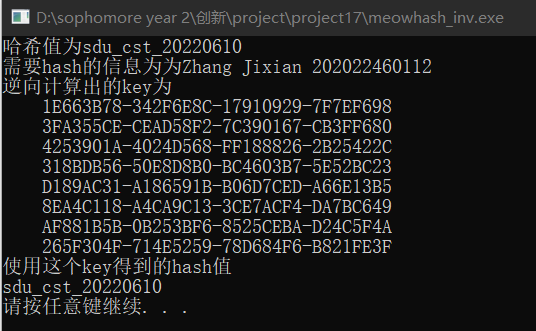 D:\sophomore year 2\创新\project\project17\meowhash_inv.exe
哈希值为sdu_cst_20220610
需要hash的信息为为Zhang Jixian 202022460112
逆向计算出的key为
1E663B78-342F6E8C-17910929-7F7EF698
3FA355CE-CEAD58F2-7C390167-CB3FF680
4253901A-4024D568-FF188826-2B25422C
318BDB56-50E8D8B0-BC4603B7-5E52BC23
D189AC31-A186591B-B06D7CED-A66E13B5
8EA4C118-A4CA9C13-3CE7ACF4-DA7BC649
AF881B5B-0B253BF6-8525CEBA-D24C5F4A
265F304F-714E5259-78D684F6-B821FE3F
使用这个key得到的hash值
sdu_cst_20220610
请按任意键继续. . .